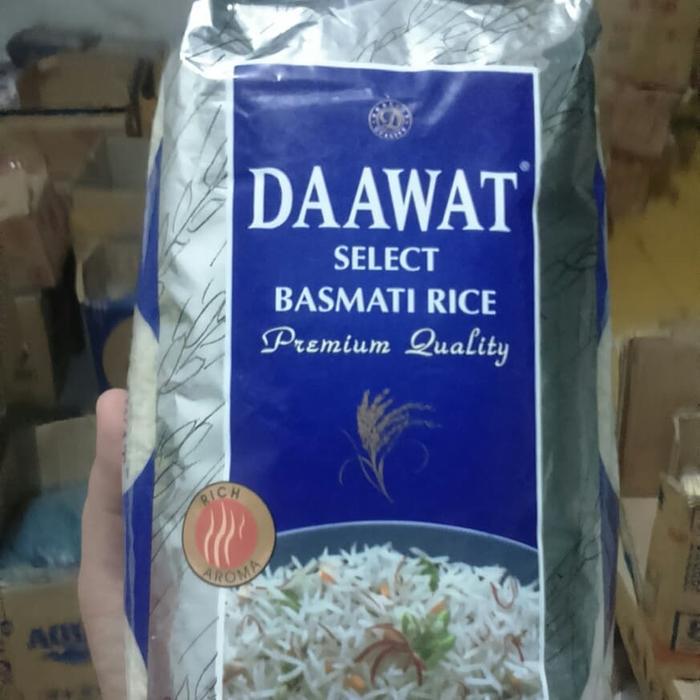 DAAWAT®
SELECT
BASMATI RICE
Premium Quality
RICH
AROMA